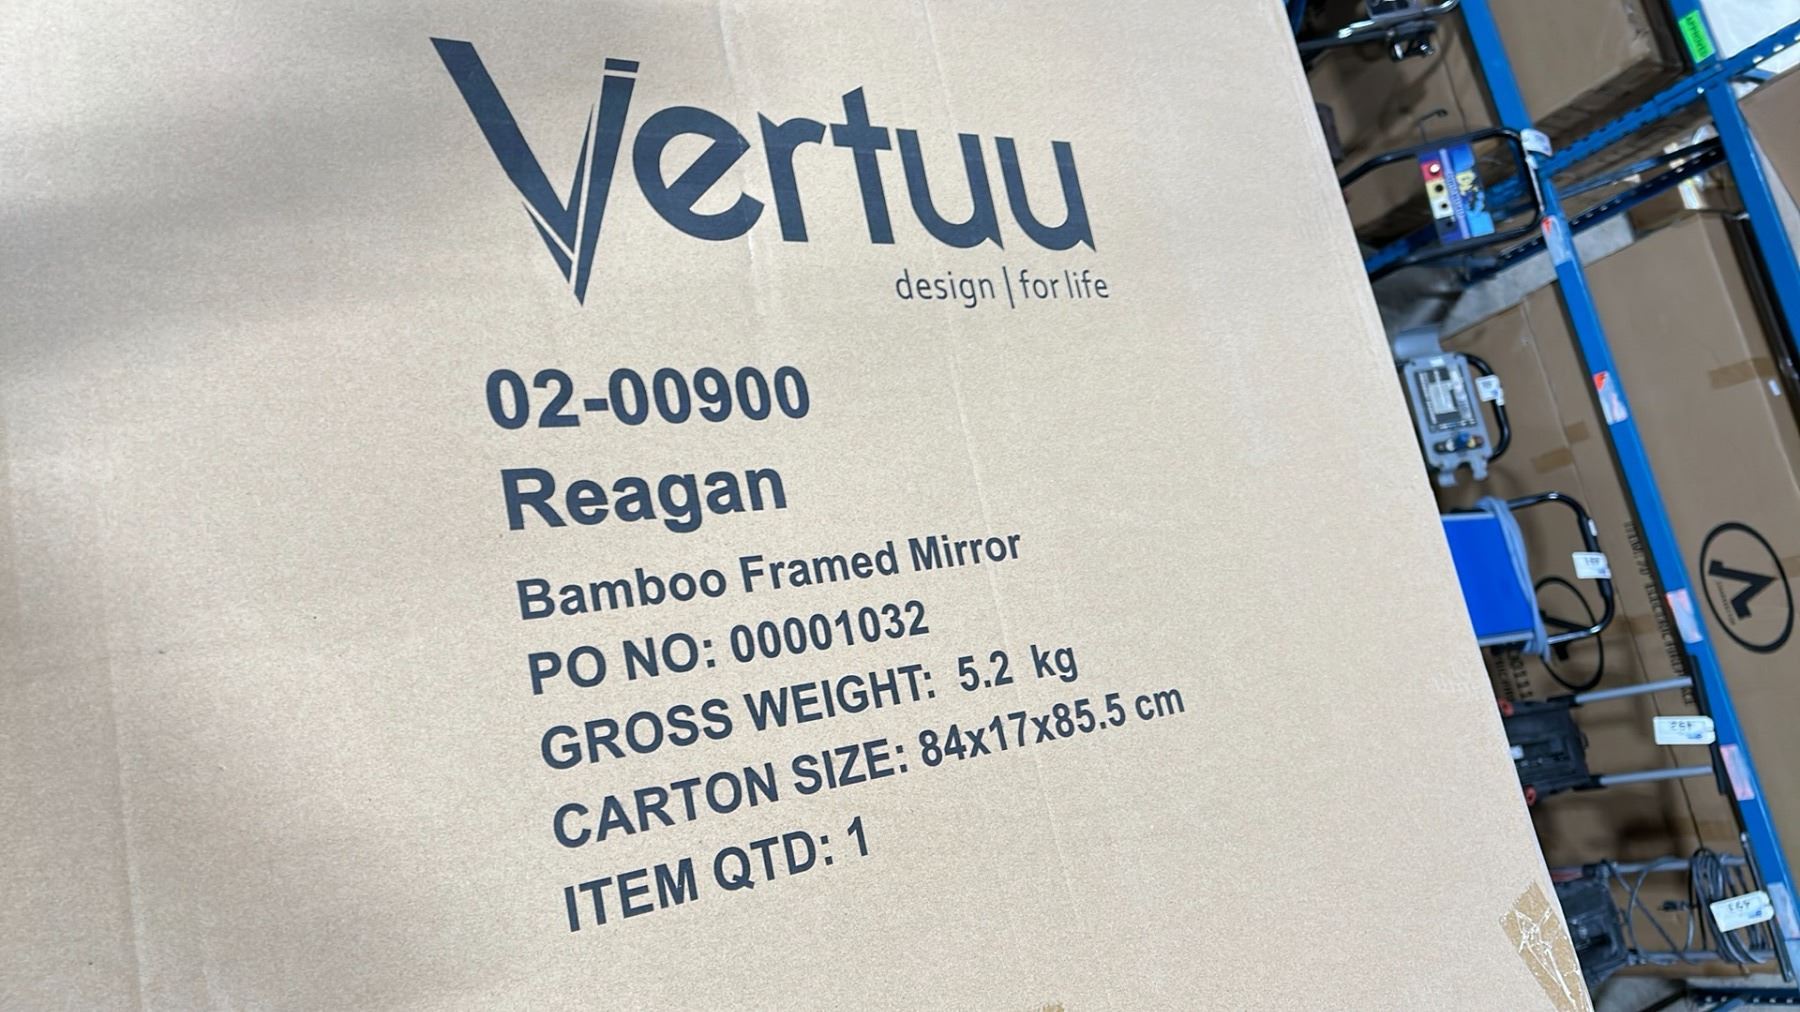 Vertuu
design | for life
02-00900
Reagan
Bamboo Framed Mirror
PO NO: 00001032
GROSS WEIGHT: 5.2 kg
CARTON SIZE: 84x17x85.5 cm
ITEM QTD: 1
APPROVED